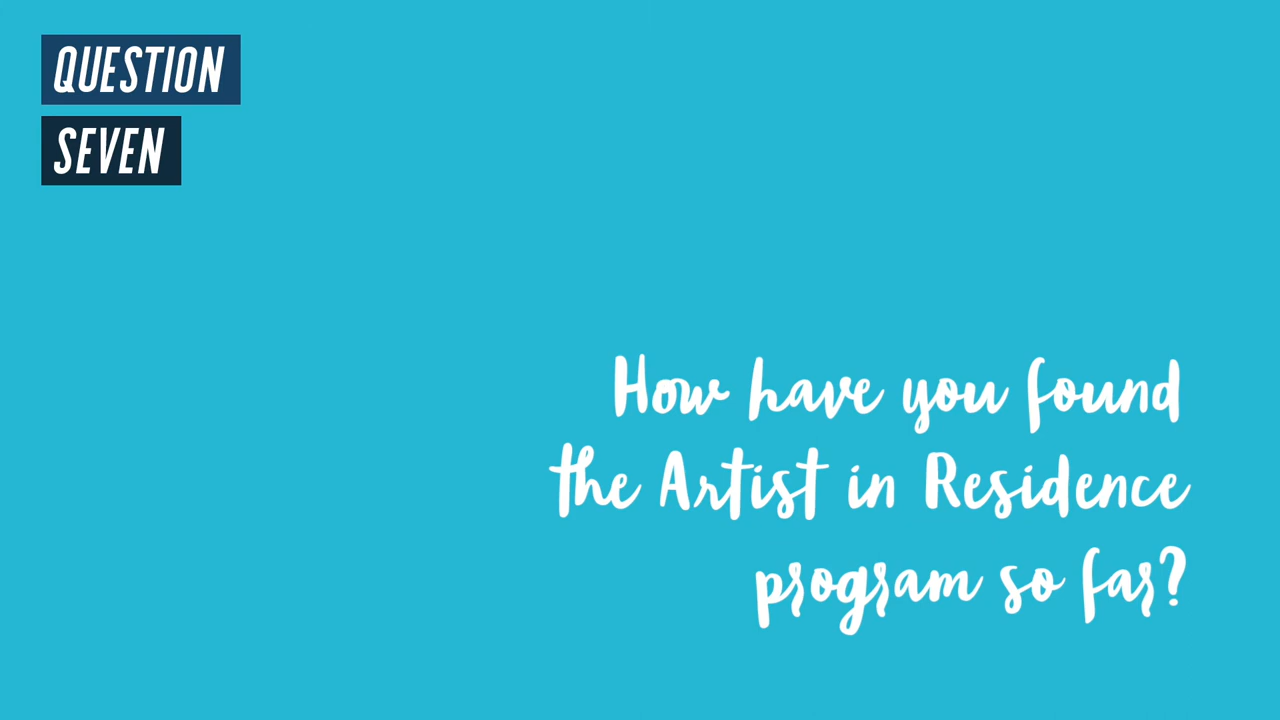 QUESTION
SEVEN
How have you found
the Artist in Residence
program so far?